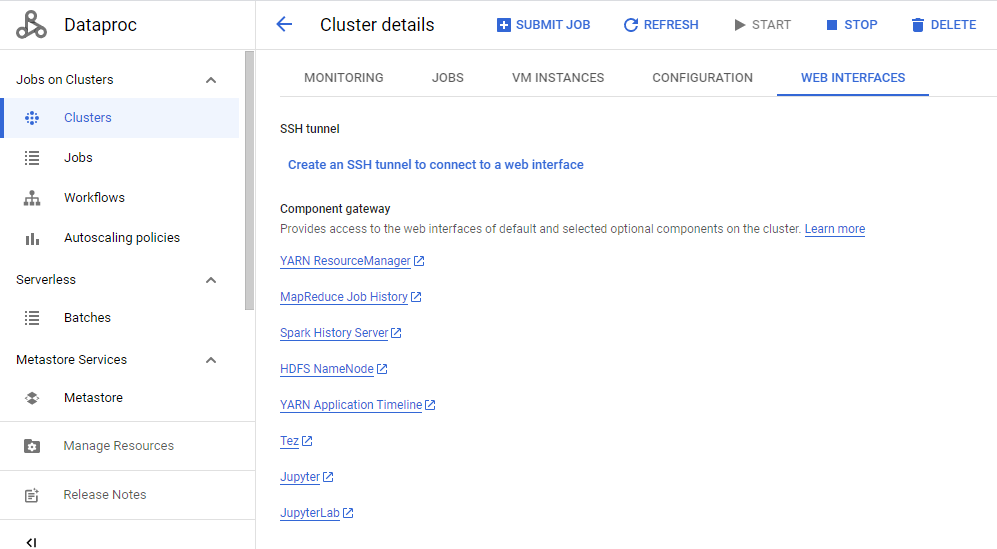 Dataproc
Jobs on Clusters
Clusters
Jobs
Workflows
Autoscaling policies
Serverless
Batches
Metastore Services
Metastore
Manage Resources
Release Notes
Cluster details
SUBMIT JOB
REFRESH
START
STOP
DELETE
MONITORING
JOBS
VM INSTANCES
CONFIGURATION
WEB INTERFACES
SSH tunnel
Create an SSH tunnel to connect to a web interface
Component gateway
Provides access to the web interfaces of default and selected optional components on the cluster. Learn more
YARN ResourceManager
MapReduce Job History
Spark History Server
HDFS NameNode
YARN Application Timeline
Tez
Jupyter
JupyterLab